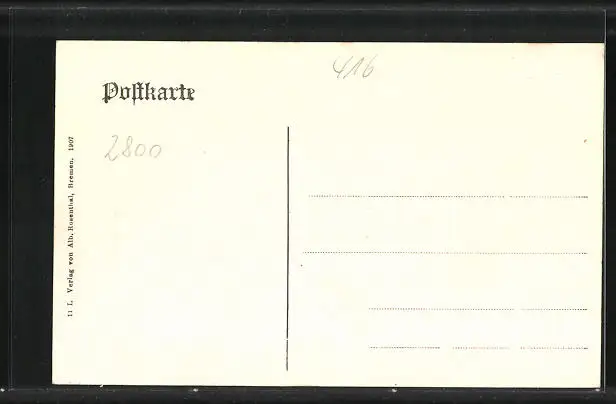 416
Postkarte
2800
11 L. Verlag von Alb. Rosenthal, Bremen. 1907